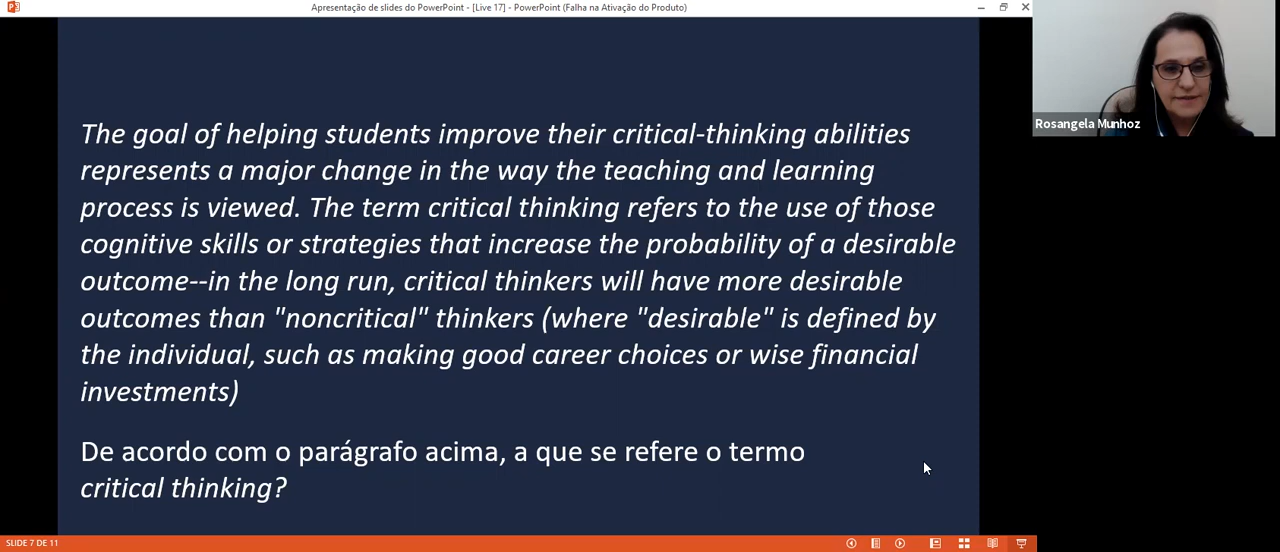 Apresentação de slides do PowerPoint - [Live 17] - PowerPoint (Falha na Ativação do Produto)
Rosangela Munhoz
The goal of helping students improve their critical-thinking abilities
represents a major change in the way the teaching and learning
process is viewed. The term critical thinking refers to the use of those
cognitive skills or strategies that increase the probability of a desirable
outcome--in the long run, critical thinkers will have more desirable
outcomes than "noncritical" thinkers (where "desirable" is defined by
the individual, such as making good career choices or wise financial
investments)
De acordo com o parágrafo acima, a que se refere o termo
critical thinking?
SLIDE 7 DE 11